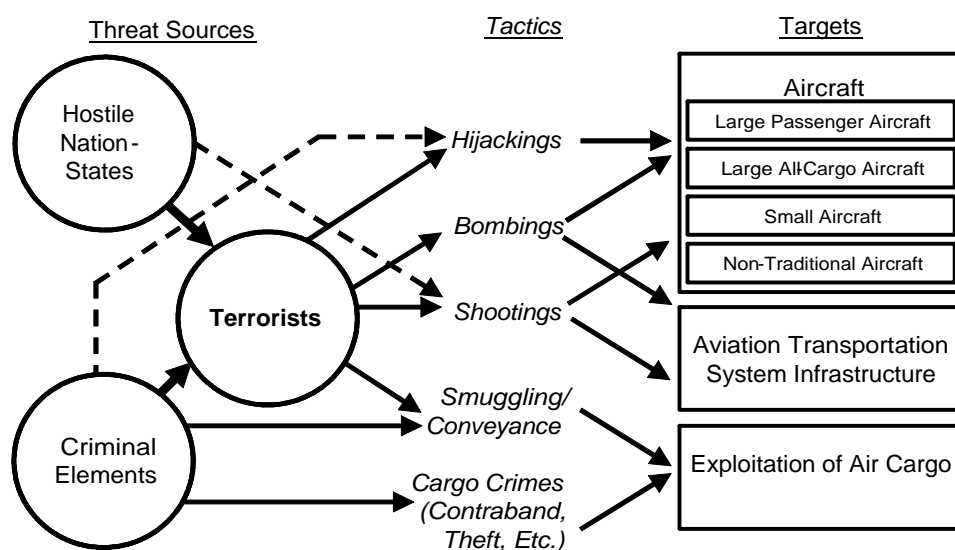 Threat Sources
Tactics
Targets
Hostile
Nation-
States
Terrorists
Criminal
Elements
Hijackings
Bombings
Shootings
Smuggling/
Conveyance
Cargo Crimes
(Contraband,
Theft, Etc.)
Aircraft
Large Passenger Aircraft
Large All-Cargo Aircraft
Small Aircraft
Non-Traditional Aircraft
Aviation Transportation
System Infrastructure
Exploitation of Air Cargo